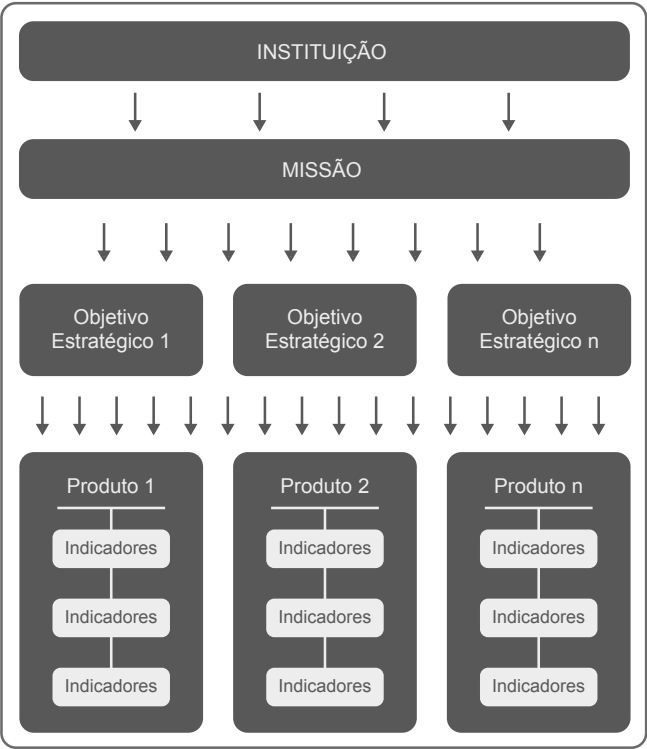 INSTITUIÇÃO
MISSÃO
Objetivo
Estratégico 1
Objetivo
Estratégico 2
Objetivo
Estratégico n
Produto 1
Indicadores
Indicadores
Indicadores
Produto 2
Indicadores
Indicadores
Indicadores
Produto n
Indicadores
Indicadores
Indicadores